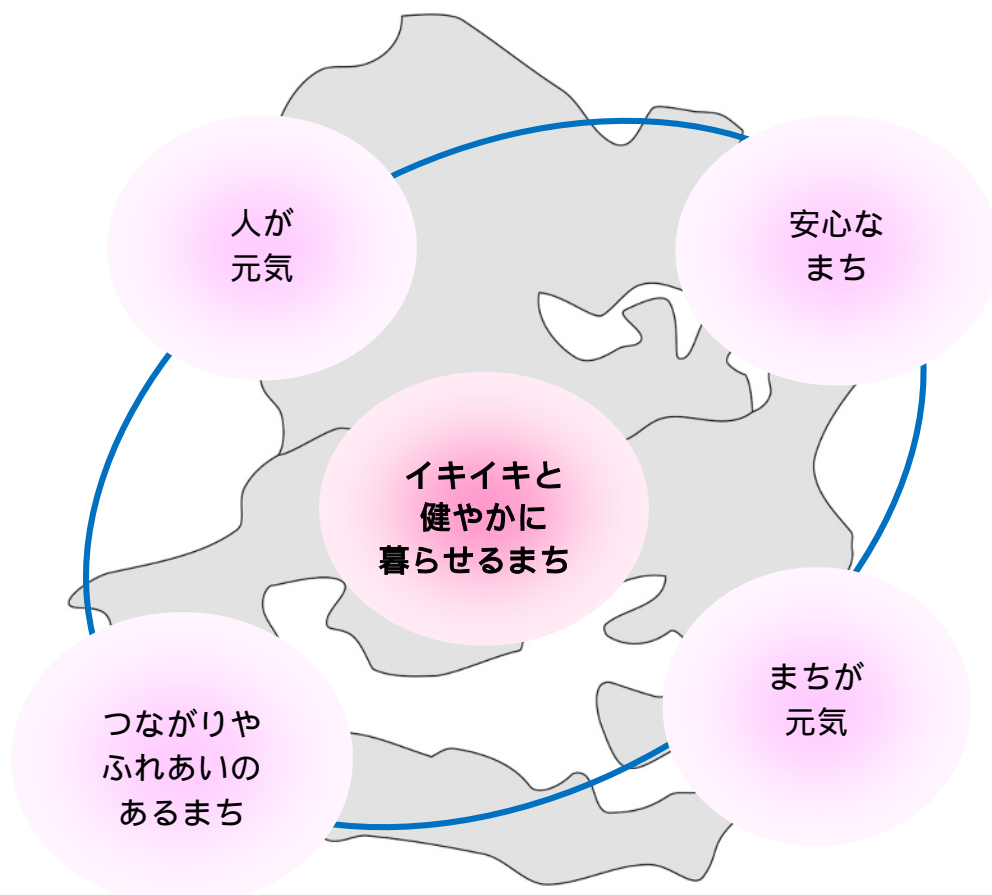 人が
元気
安心な
まち
イキイキと
健やかに
暮らせるまち
まちが
元気
つながりや
ふれあいの
あるまち